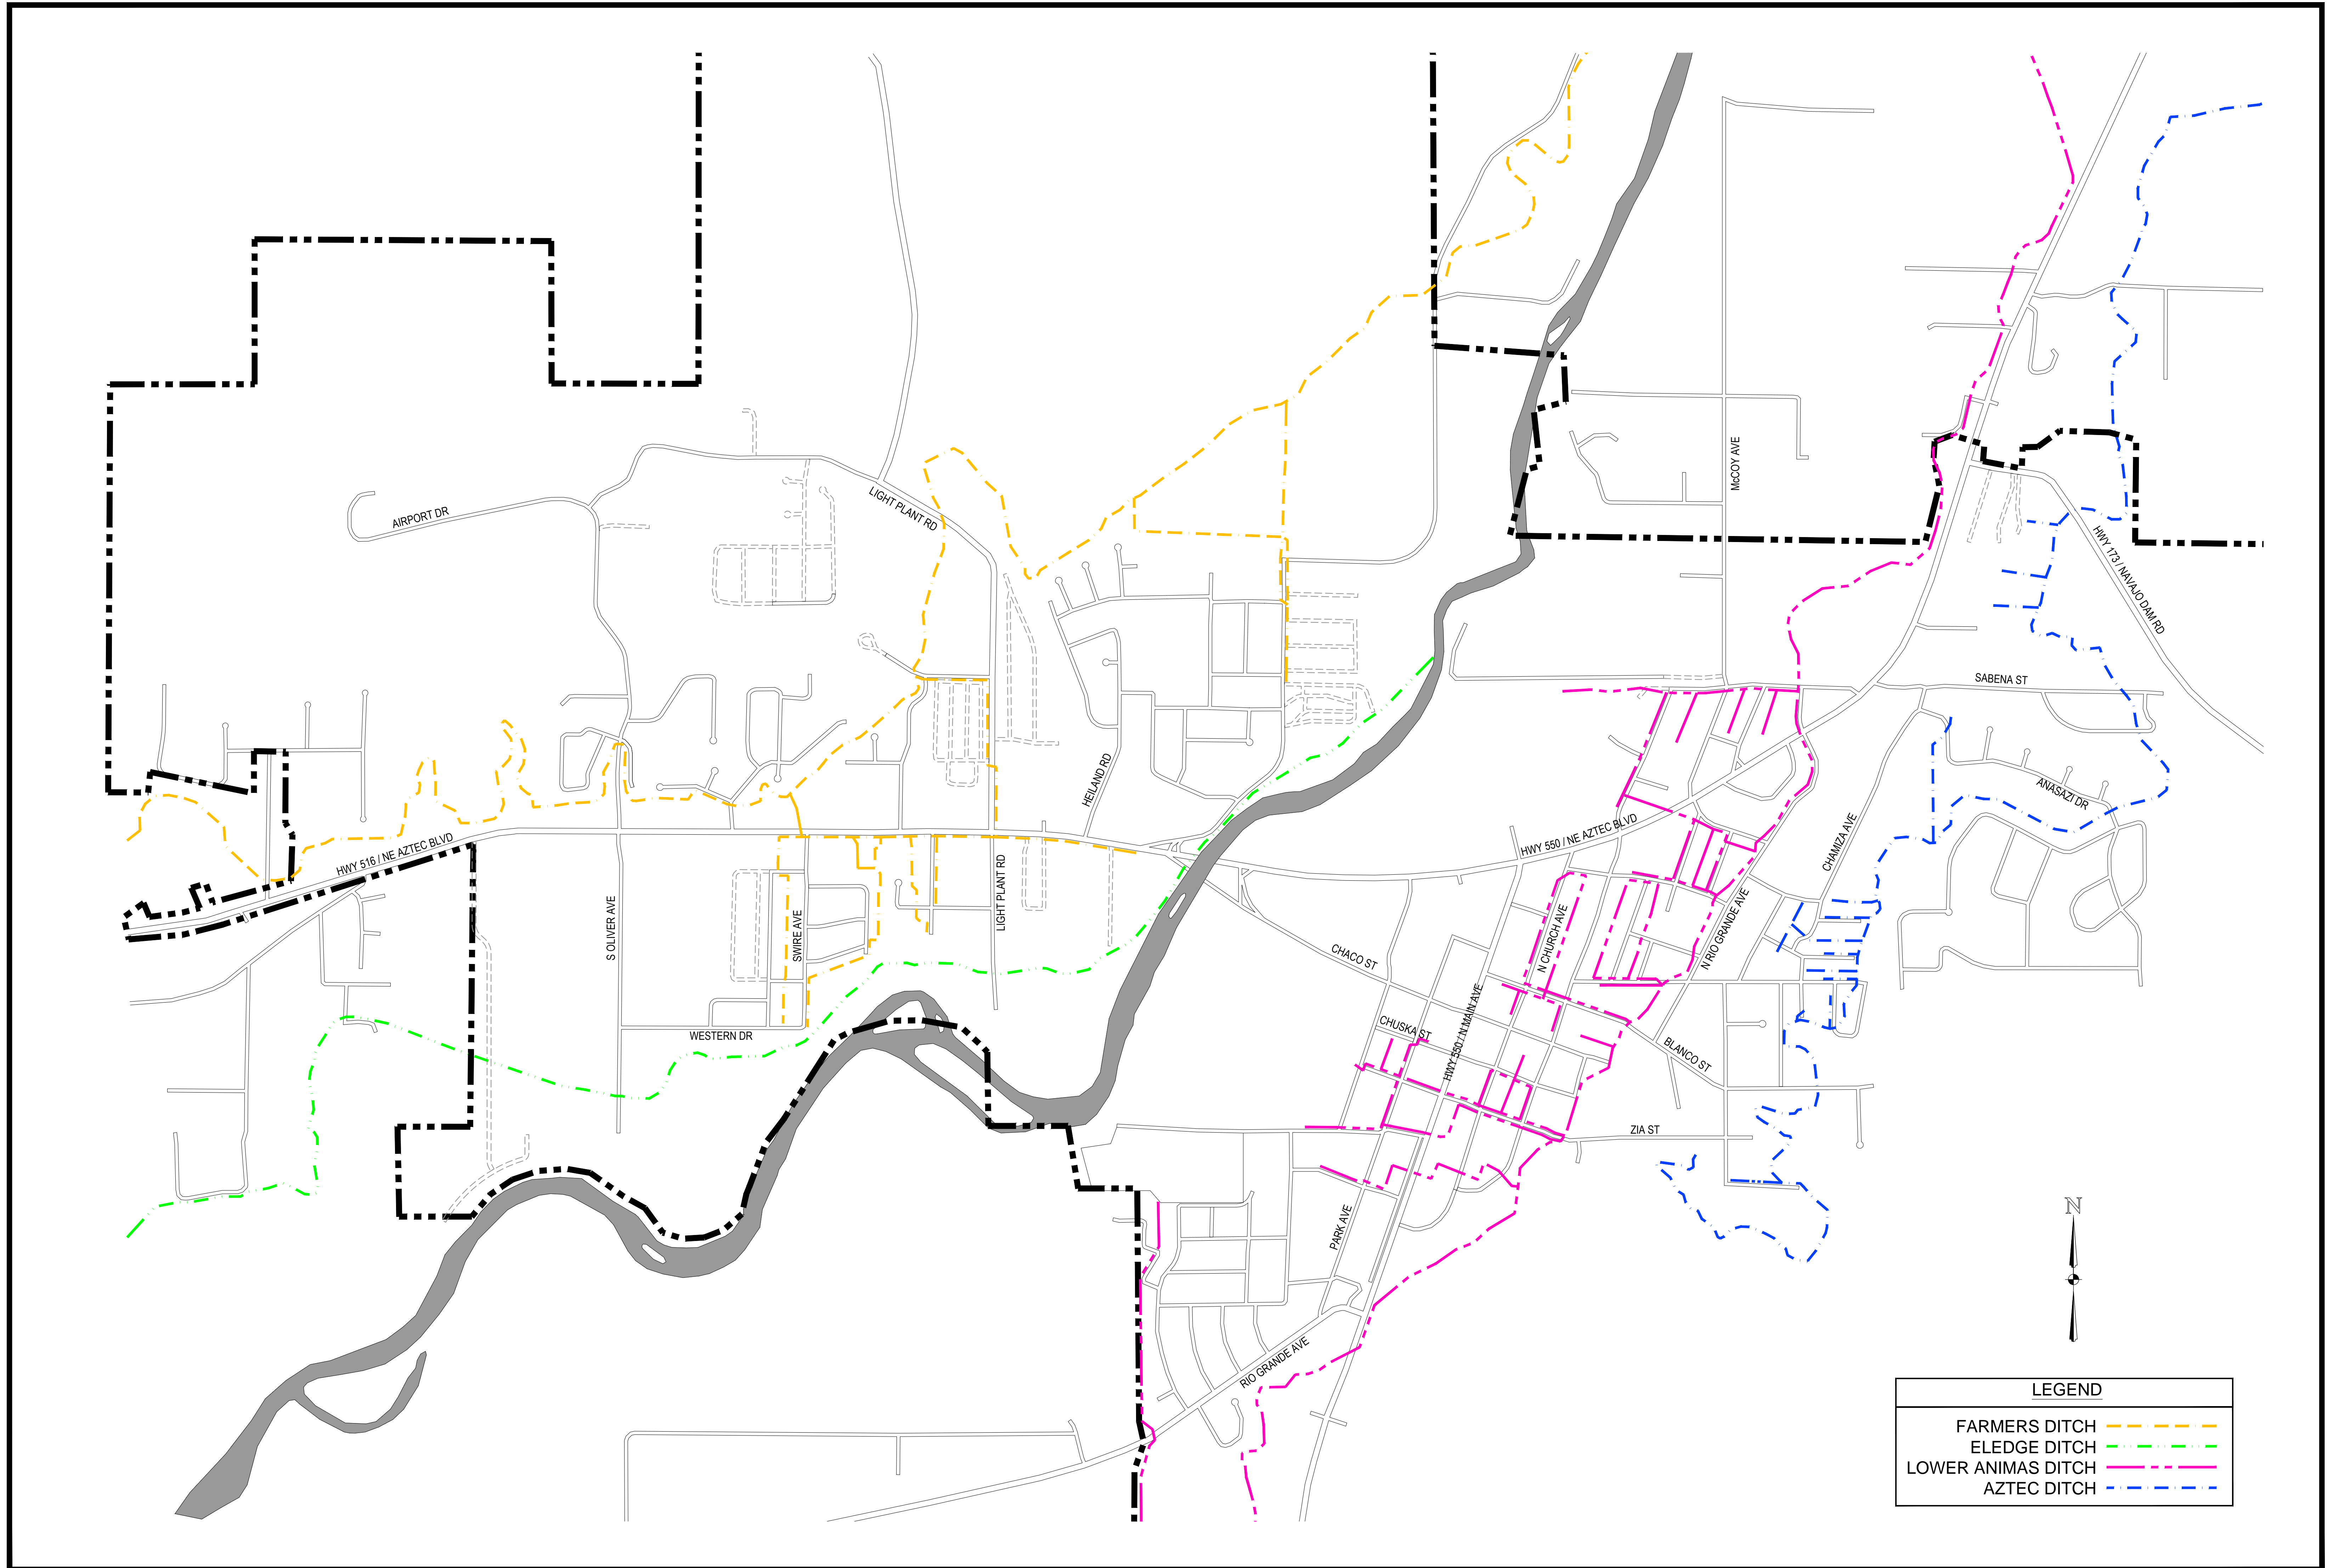 McCOY AVE
LIGHT PLANT RD
AIRPORT DR
HWY 173 / NAVAJO DAM RD
SABENA ST
HEILAND RD
ANASAZI DR
HWY 516 / NE AZTEC BLVD
HWY 550 / NE AZTEC BLVD
CHAMIZA AVE
LIGHT PLANT RD
S OLIVER AVE
SWIRE AVE
N CHURCH AVE
N RIO GRANDE AVE
CHACO ST
HWY 550 / N MAIN AVE
CHUSKA ST
WESTERN DR
BLANCO ST
ZIA ST
PARK AVE
N
RIO GRANDE AVE
LEGEND
FARMERS DITCH
ELEDGE DITCH
LOWER ANIMAS DITCH
AZTEC DITCH